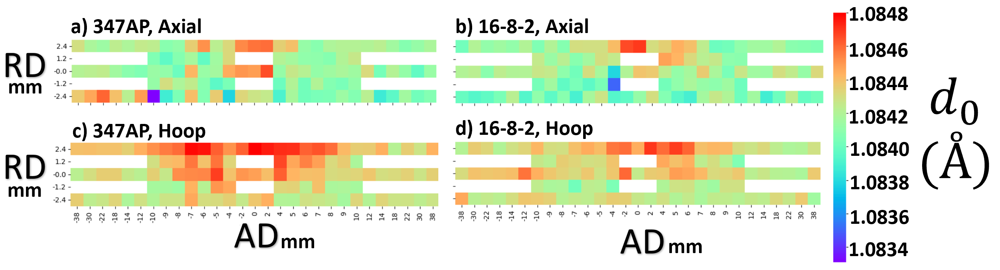 a) 347AP, Axial
b) 16-8-2, Axial
RD
mm
2.4
1.2
-0.0
-1.2
-2.4
c) 347AP, Hoop
d) 16-8-2, Hoop
RD
mm
2.4
1.2
-0.0
-1.2
-2.4
-38 -30 -22 -18 -14 -12 -10 -9 -8 -7 -6 -5 -4 -2 0 2 4 5 6 7 8 9 10 12 14 18 22 30 38
-38 -30 -22 -18 -14 -12 -10 -9 -8 -7 -6 -5 -4 -2 0 2 4 5 6 7 8 9 10 12 14 18 22 30 38
AD mm
AD mm
1.0848
1.0846
1.0844
1.0842
1.0840
1.0838
1.0836
1.0834
d₀
(Å)